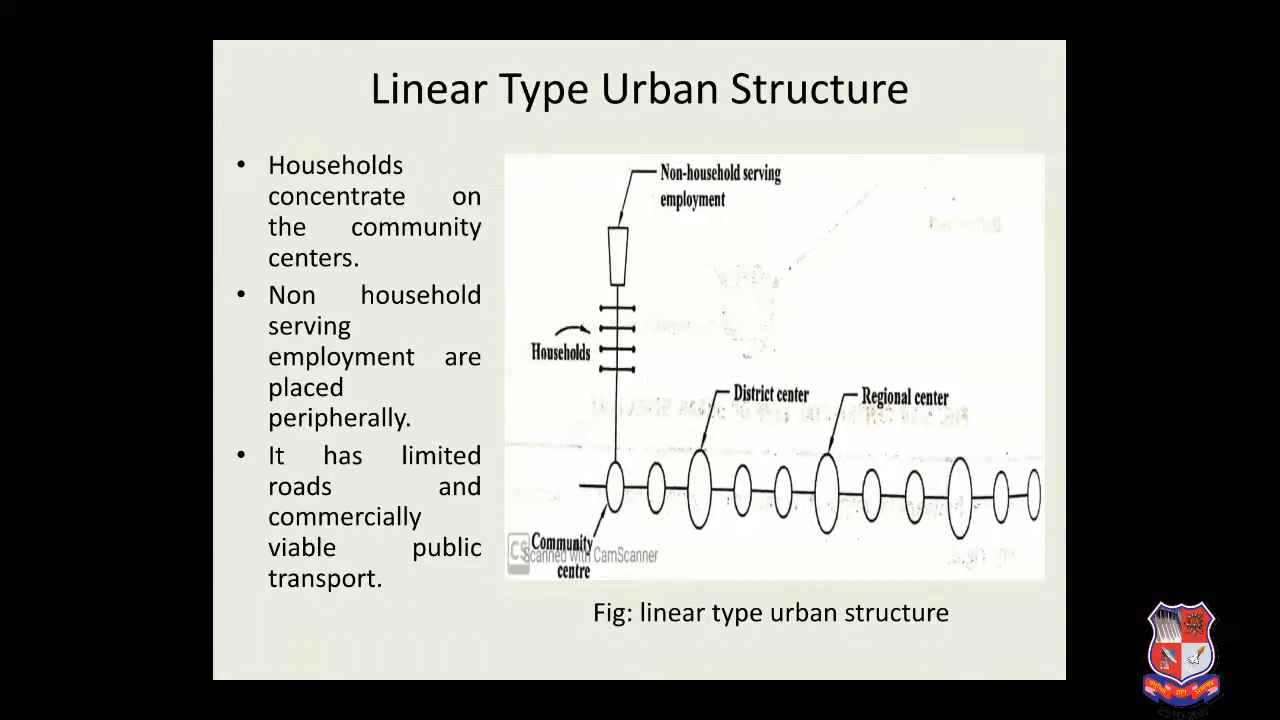 Linear Type Urban Structure
• Households
concentrate on
the community
centers.
• Non household
serving
employment are
placed
peripherally.
• It has limited
roads and
commercially
viable public
transport.
Non-household serving
employment
Households
District center
Regional center
Community
centre
CS
Scanned with CamScanner
Fig: linear type urban structure